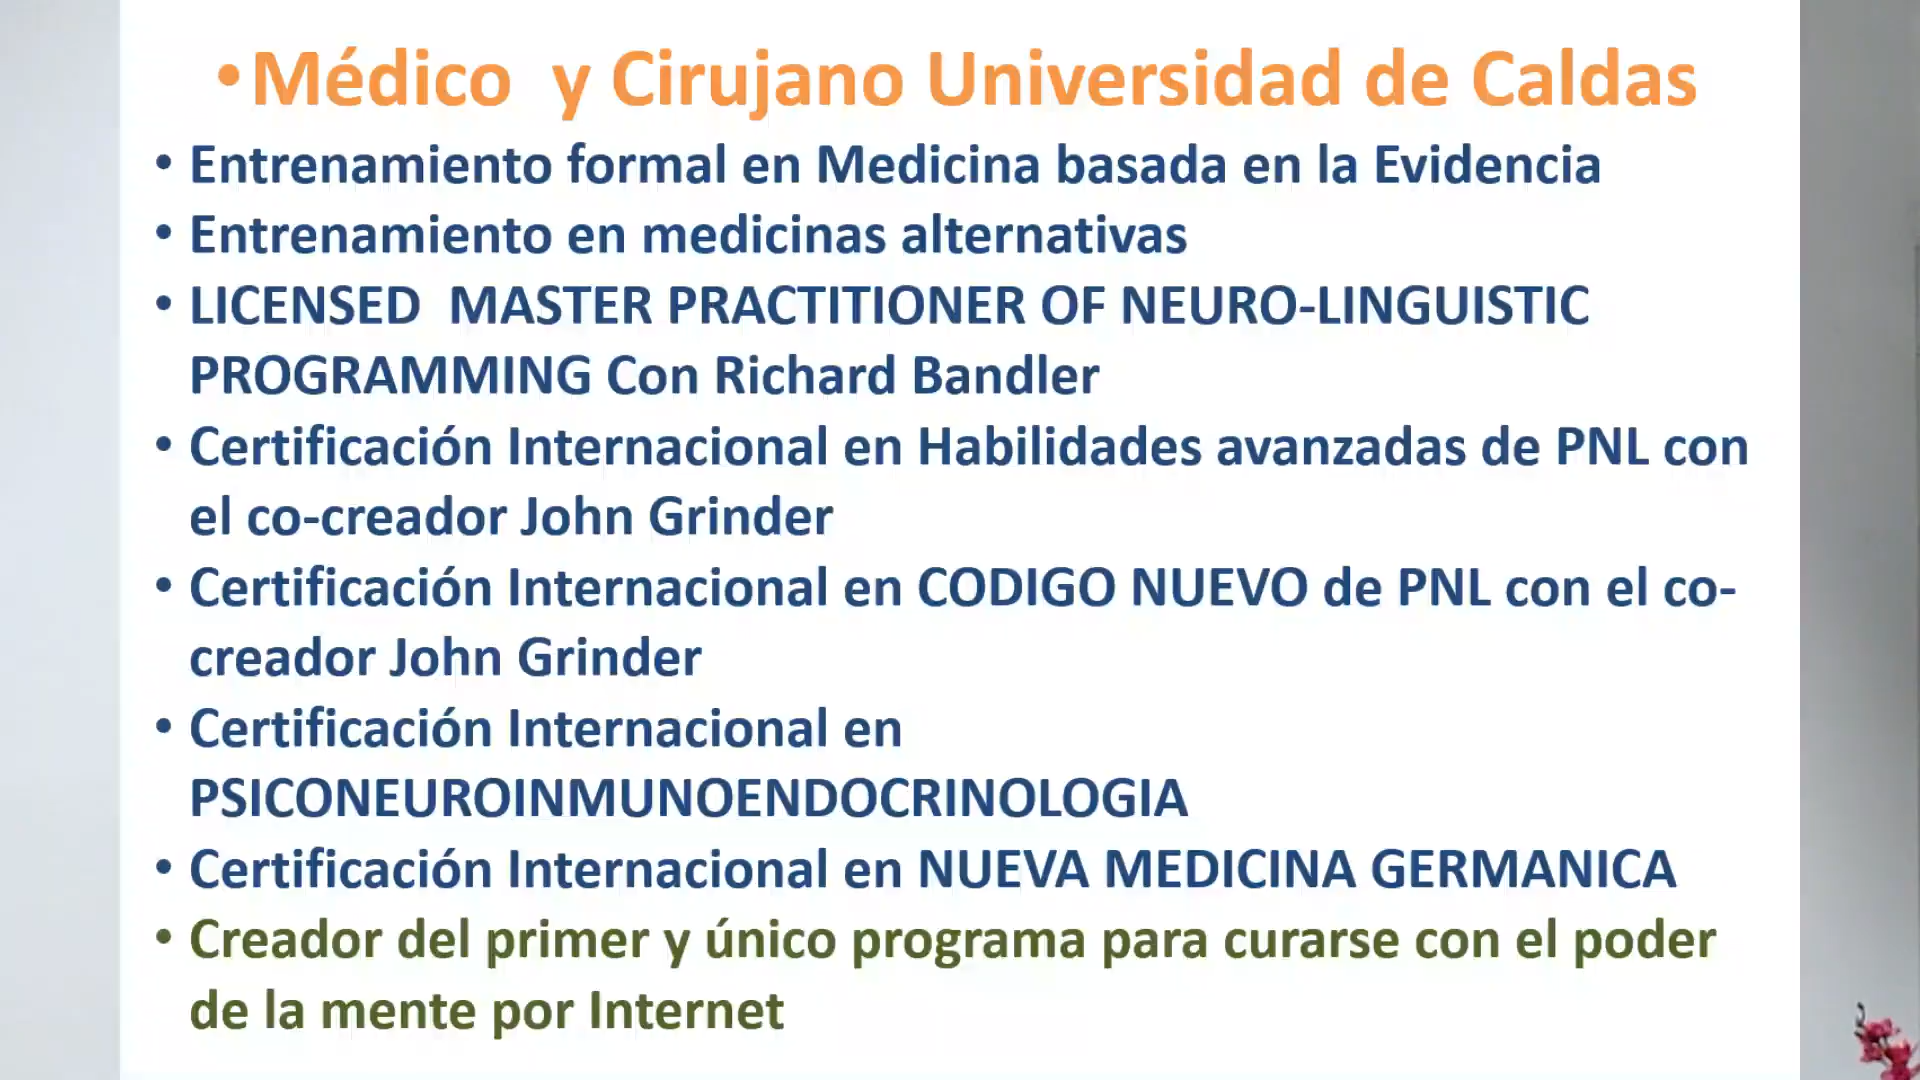 •Médico y Cirujano Universidad de Caldas
• Entrenamiento formal en Medicina basada en la Evidencia
• Entrenamiento en medicinas alternativas
• LICENSED MASTER PRACTITIONER OF NEURO-LINGUISTIC
PROGRAMMING Con Richard Bandler
• Certificación Internacional en Habilidades avanzadas de PNL con
el co-creador John Grinder
• Certificación Internacional en CODIGO NUEVO de PNL con el co-
creador John Grinder
• Certificación Internacional en
PSICONEUROINMUNOENDOCRINOLOGIA
• Certificación Internacional en NUEVA MEDICINA GERMANICA
• Creador del primer y único programa para curarse con el poder
de la mente por Internet